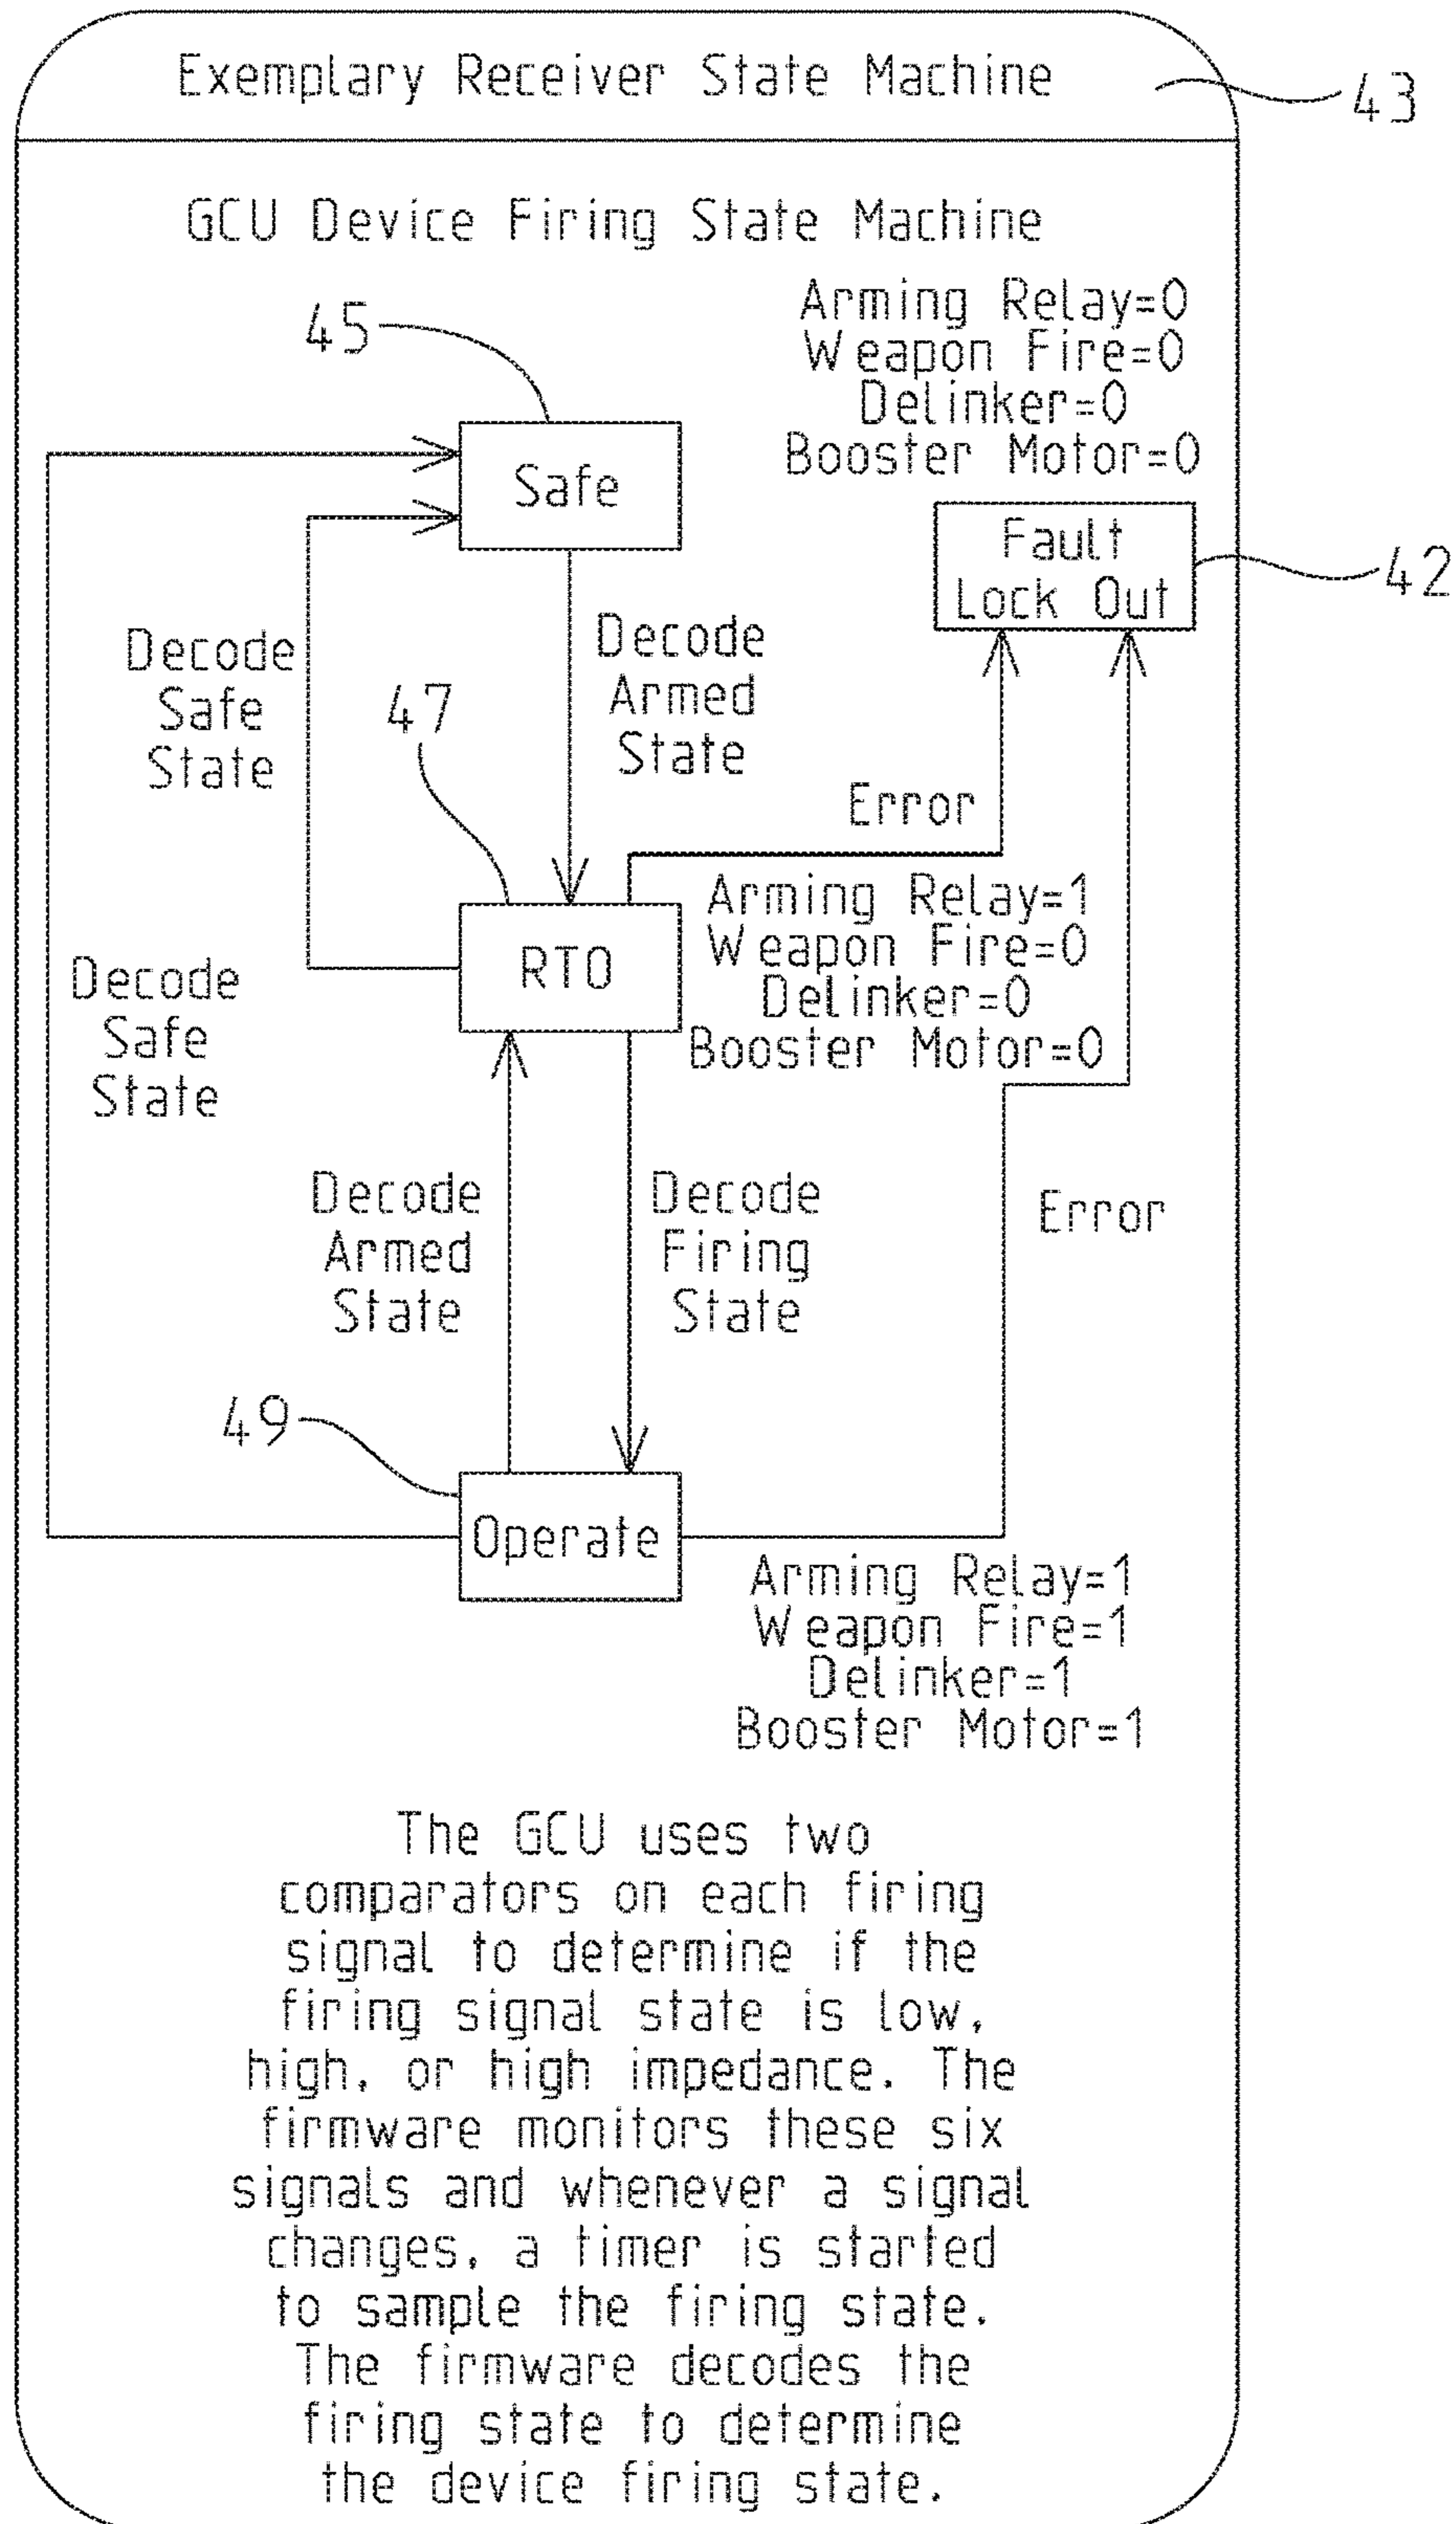 Exemplary Receiver State Machine
43
GCU Device Firing State Machine
45
Arming Relay=0
Weapon Fire=0
Delinker=0
Booster Motor=0
Safe
Fault
Lock Out
42
Decode
Safe
State
Decode
Armed
State
47
Error
RTO
Arming Relay=1
Weapon Fire=0
Delinker=0
Booster Motor=0
Decode
Safe
State
Decode
Armed
State
Decode
Firing
State
Error
49
Operate
Arming Relay=1
Weapon Fire=1
Delinker=1
Booster Motor=1
The GCU uses two
comparators on each firing
signal to determine if the
firing signal state is low,
high, or high impedance. The
firmware monitors these six
signals and whenever a signal
changes, a timer is started
to sample the firing state.
The firmware decodes the
firing state to determine
the device firing state.